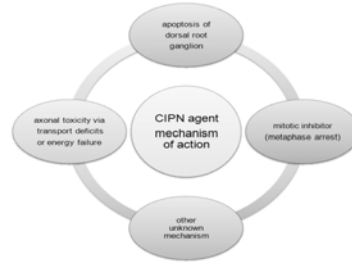 apoptosis of
dorsal root
ganglion
axonal toxicity via
transport deficits
or energy failure
CIPN agent
mechanism
of action
mitotic inhibitor
(metaphase arrest)
other
unknown
mechanism